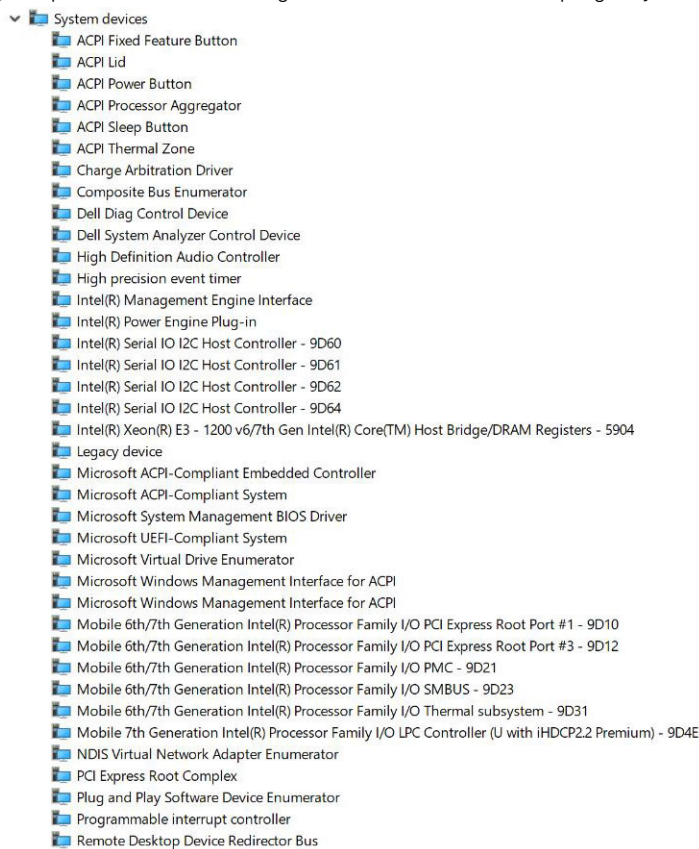 System devices
ACPI Fixed Feature Button
ACPI Lid
ACPI Power Button
ACPI Processor Aggregator
ACPI Sleep Button
ACPI Thermal Zone
Charge Arbitration Driver
Composite Bus Enumerator
Dell Diag Control Device
Dell System Analyzer Control Device
High Definition Audio Controller
High precision event timer
Intel(R) Management Engine Interface
Intel(R) Power Engine Plug-in
Intel(R) Serial IO I2C Host Controller - 9D60
Intel(R) Serial IO I2C Host Controller - 9D61
Intel(R) Serial IO I2C Host Controller - 9D62
Intel(R) Serial IO I2C Host Controller - 9D64
Intel(R) Xeon(R) E3 - 1200 v6/7th Gen Intel(R) Core(TM) Host Bridge/DRAM Registers - 5904
Legacy device
Microsoft ACPI-Compliant Embedded Controller
Microsoft ACPI-Compliant System
Microsoft System Management BIOS Driver
Microsoft UEFI-Compliant System
Microsoft Virtual Drive Enumerator
Microsoft Windows Management Interface for ACPI
Microsoft Windows Management Interface for ACPI
Mobile 6th/7th Generation Intel(R) Processor Family I/O PCI Express Root Port #1 - 9D10
Mobile 6th/7th Generation Intel(R) Processor Family I/O PCI Express Root Port #3 - 9D12
Mobile 6th/7th Generation Intel(R) Processor Family I/O PMC - 9D21
Mobile 6th/7th Generation Intel(R) Processor Family I/O SMBUS - 9D23
Mobile 6th/7th Generation Intel(R) Processor Family I/O Thermal subsystem - 9D31
Mobile 7th Generation Intel(R) Processor Family I/O LPC Controller (U with iHDCP2.2 Premium) - 9D4E
NDIS Virtual Network Adapter Enumerator
PCI Express Root Complex
Plug and Play Software Device Enumerator
Programmable interrupt controller
Remote Desktop Device Redirector Bus